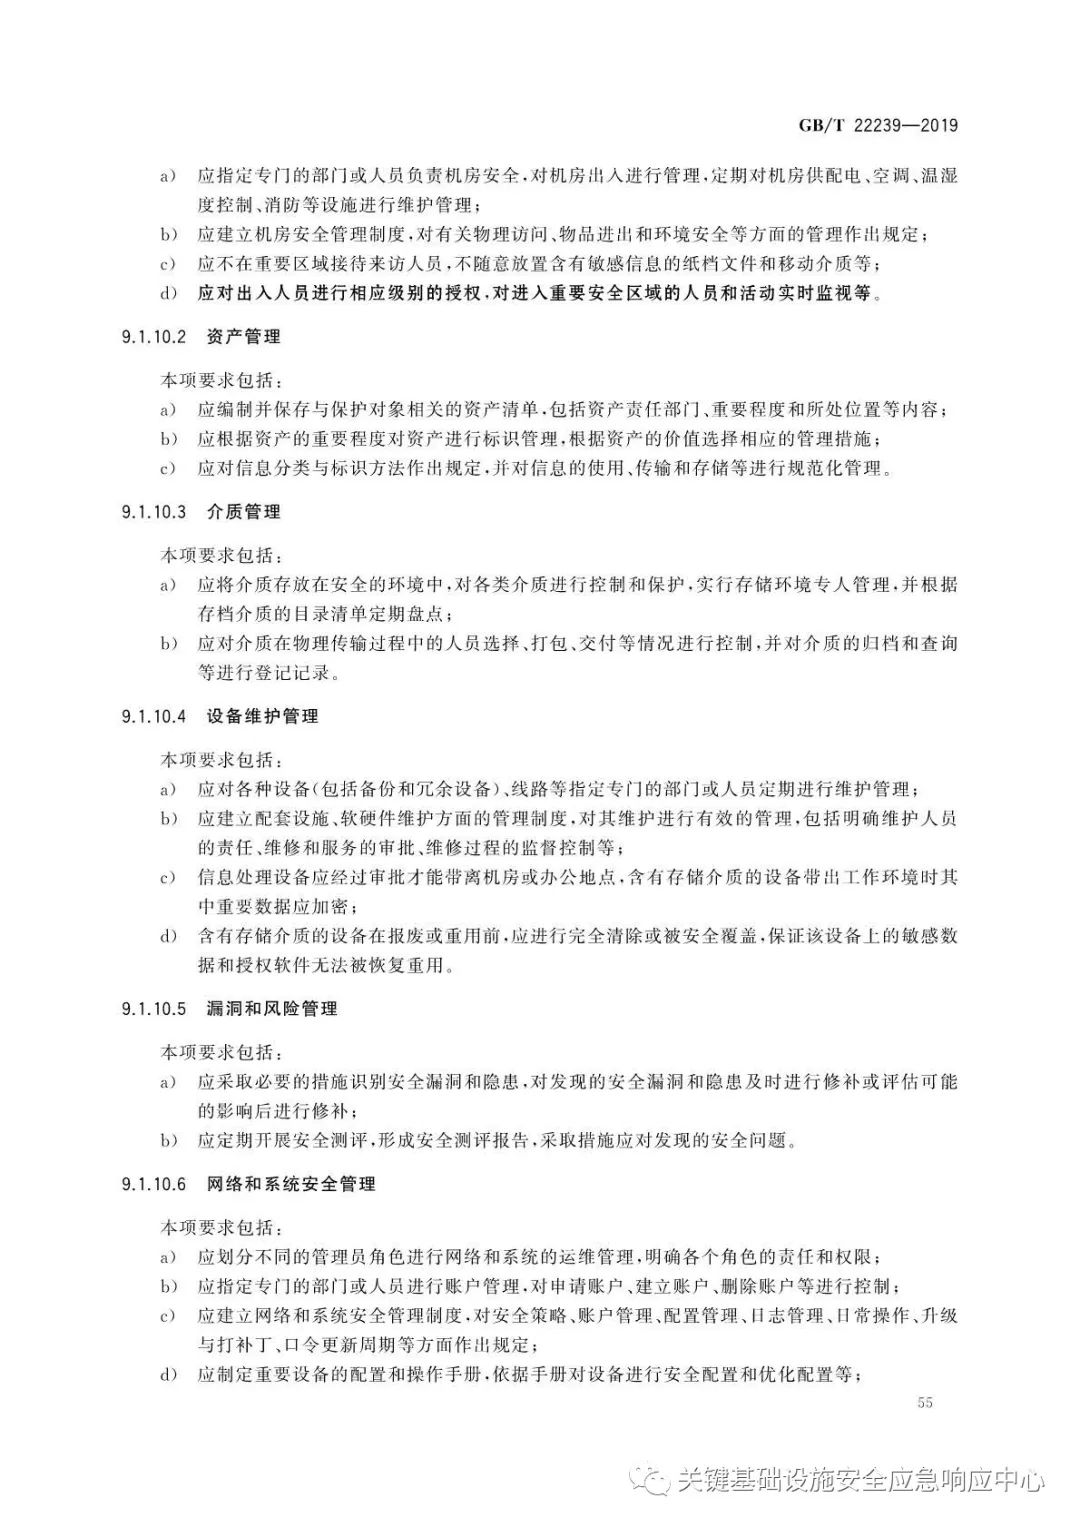 GB/T 22239—2019
a) 应指定专门的部门或人员负责机房安全,对机房出入进行管理,定期对机房供配电、空调、温湿
度控制、消防等设施进行维护管理;
b) 应建立机房安全管理制度,对有关物理访问、物品进出和环境安全等方面的管理作出规定;
c) 应不在重要区域接待来访人员,不随意放置含有敏感信息的纸档文件和移动介质等;
d) 应对出入人员进行相应级别的授权,对进入重要安全区域的人员和活动实时监视等。
9.1.10.2 资产管理
本项要求包括:
a) 应编制并保存与保护对象相关的资产清单,包括资产责任部门、重要程度和所处位置等内容;
b) 应根据资产的重要程度对资产进行标识管理,根据资产的价值选择相应的管理措施;
c) 应对信息分类与标识方法作出规定,并对信息的使用、传输和存储等进行规范化管理。
9.1.10.3 介质管理
本项要求包括:
a) 应将介质存放在安全的环境中,对各类介质进行控制和保护,实行存储环境专人管理,并根据
存档介质的目录清单定期盘点;
b) 应对介质在物理传输过程中的人员选择、打包、交付等情况进行控制,并对介质的归档和查询
等进行登记记录。
9.1.10.4 设备维护管理
本项要求包括:
a) 应对各种设备(包括备份和冗余设备)、线路等指定专门的部门或人员定期进行维护管理;
b) 应建立配套设施、软硬件维护方面的管理制度,对其维护进行有效的管理,包括明确维护人员
的责任、维修和服务的审批、维修过程的监督控制等;
c) 信息处理设备应经过审批才能带离机房或办公地点,含有存储介质的设备带出工作环境时其
中重要数据应加密;
d) 含有存储介质的设备在报废或重用前,应进行完全清除或被安全覆盖,保证该设备上的敏感数
据和授权软件无法被恢复重用。
9.1.10.5 漏洞和风险管理
本项要求包括:
a) 应采取必要的措施识别安全漏洞和隐患,对发现的安全漏洞和隐患及时进行修补或评估可能
的影响后进行修补;
b) 应定期开展安全测评,形成安全测评报告,采取措施应对发现的安全问题。
9.1.10.6 网络和系统安全管理
本项要求包括:
a) 应划分不同的管理员角色进行网络和系统的运维管理,明确各个角色的责任和权限;
b) 应指定专门的部门或人员进行账户管理,对申请账户、建立账户、删除账户等进行控制;
c) 应建立网络和系统安全管理制度,对安全策略、账户管理、配置管理、日志管理、日常操作、升级
与打补丁、口令更新周期等方面作出规定;
d) 应制定重要设备的配置和操作手册,依据手册对设备进行安全配置和优化配置等;
55
关键基础设施安全应急响应中心